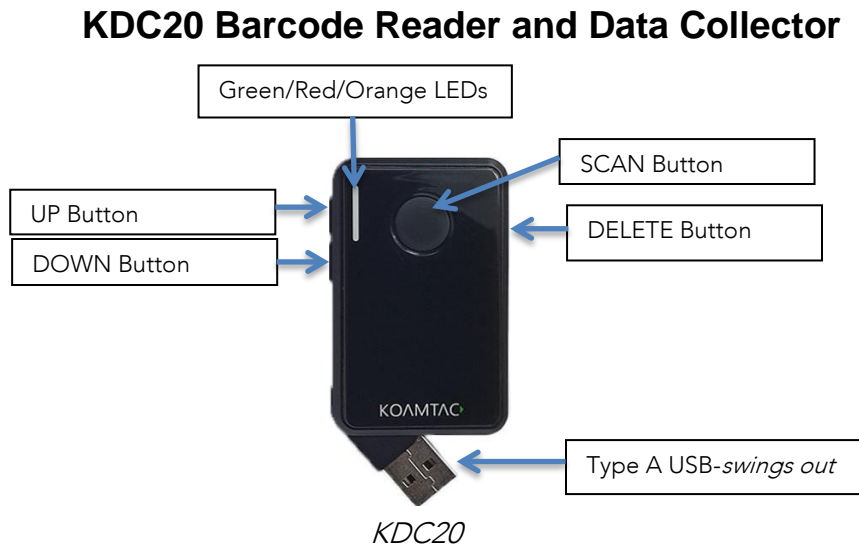 KDC20 Barcode Reader and Data Collector
Green/Red/Orange LEDs
SCAN Button
UP Button
DELETE Button
DOWN Button
KOAMTAC
Type A USB-swings out
KDC20